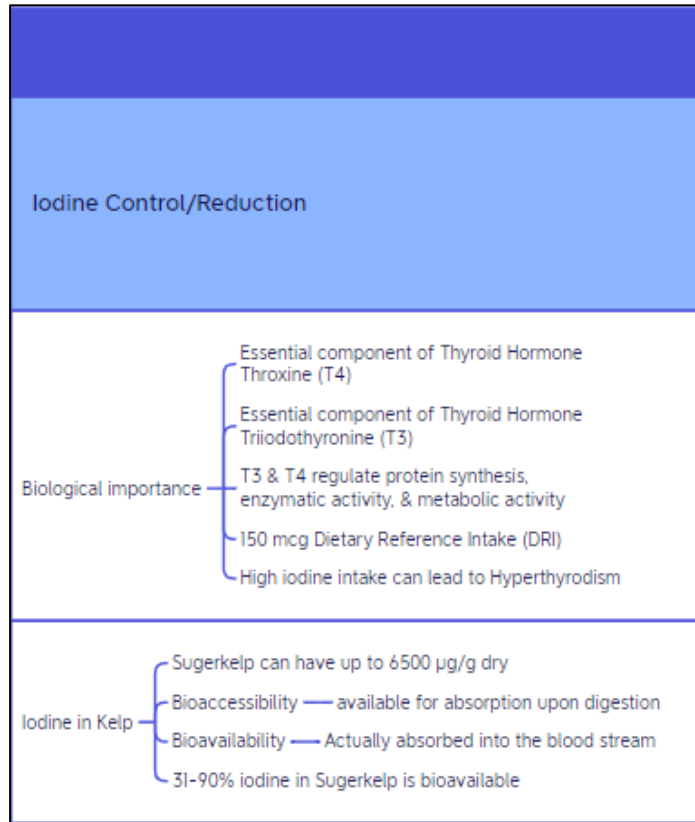 Iodine Control/Reduction
Essential component of Thyroid Hormone
Throxine (T4)
Essential component of Thyroid Hormone
Triiodothyronine (T3)
Biological importance
T3 & T4 regulate protein synthesis,
enzymatic activity, & metabolic activity
150 mcg Dietary Reference Intake (DRI)
High iodine intake can lead to Hyperthyrodism
Sugerkelp can have up to 6500 µg/g dry
Iodine in Kelp
Bioaccessibility available for absorption upon digestion
Bioavailability Actually absorbed into the blood stream
31-90% iodine in Sugerkelp is bioavailable